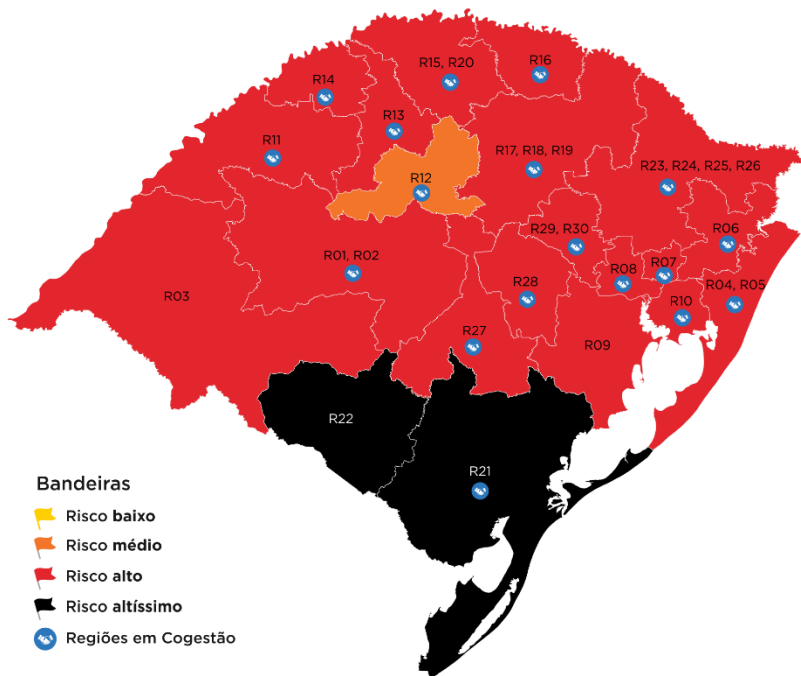 R16
R15, R20
R14
R13
R11
R17, R18, R19
R23, R24, R25, R26
R12
R29, R30
R06
R01, R02
R08
R07
R28
R04, R05
R03
R10
R27
R09
R22
R21
Bandeiras
Risco baixo
Risco médio
Risco alto
Risco altíssimo
Regiões em Cogestão